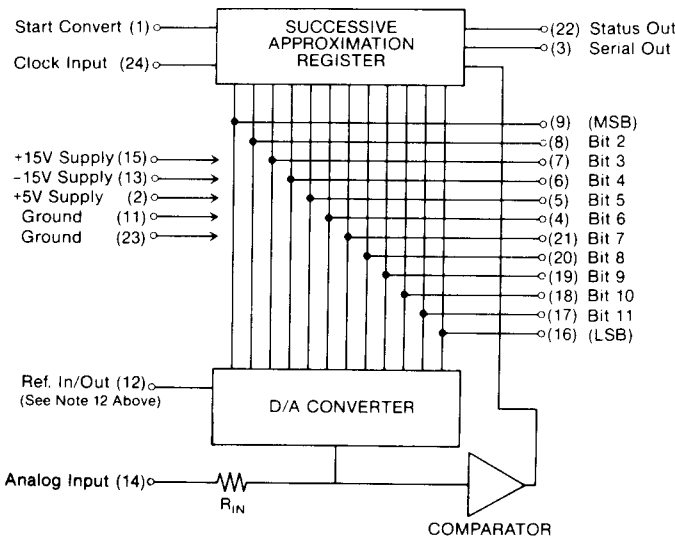 Start Convert (1)
Clock Input (24)
SUCCESSIVE
APPROXIMATION
REGISTER
(22) Status Out
(3) Serial Out
(9) (MSB)
(8) Bit 2
(7) Bit 3
(6) Bit 4
(5) Bit 5
(4) Bit 6
(21) Bit 7
(20) Bit 8
(19) Bit 9
(18) Bit 10
(17) Bit 11
(16) (LSB)
+15V Supply (15)
-15V Supply (13)
+5V Supply (2)
Ground (11)
Ground (23)
Ref. In/Out (12)
(See Note 12 Above)
D/A CONVERTER
Analog Input (14)
RIN
COMPARATOR